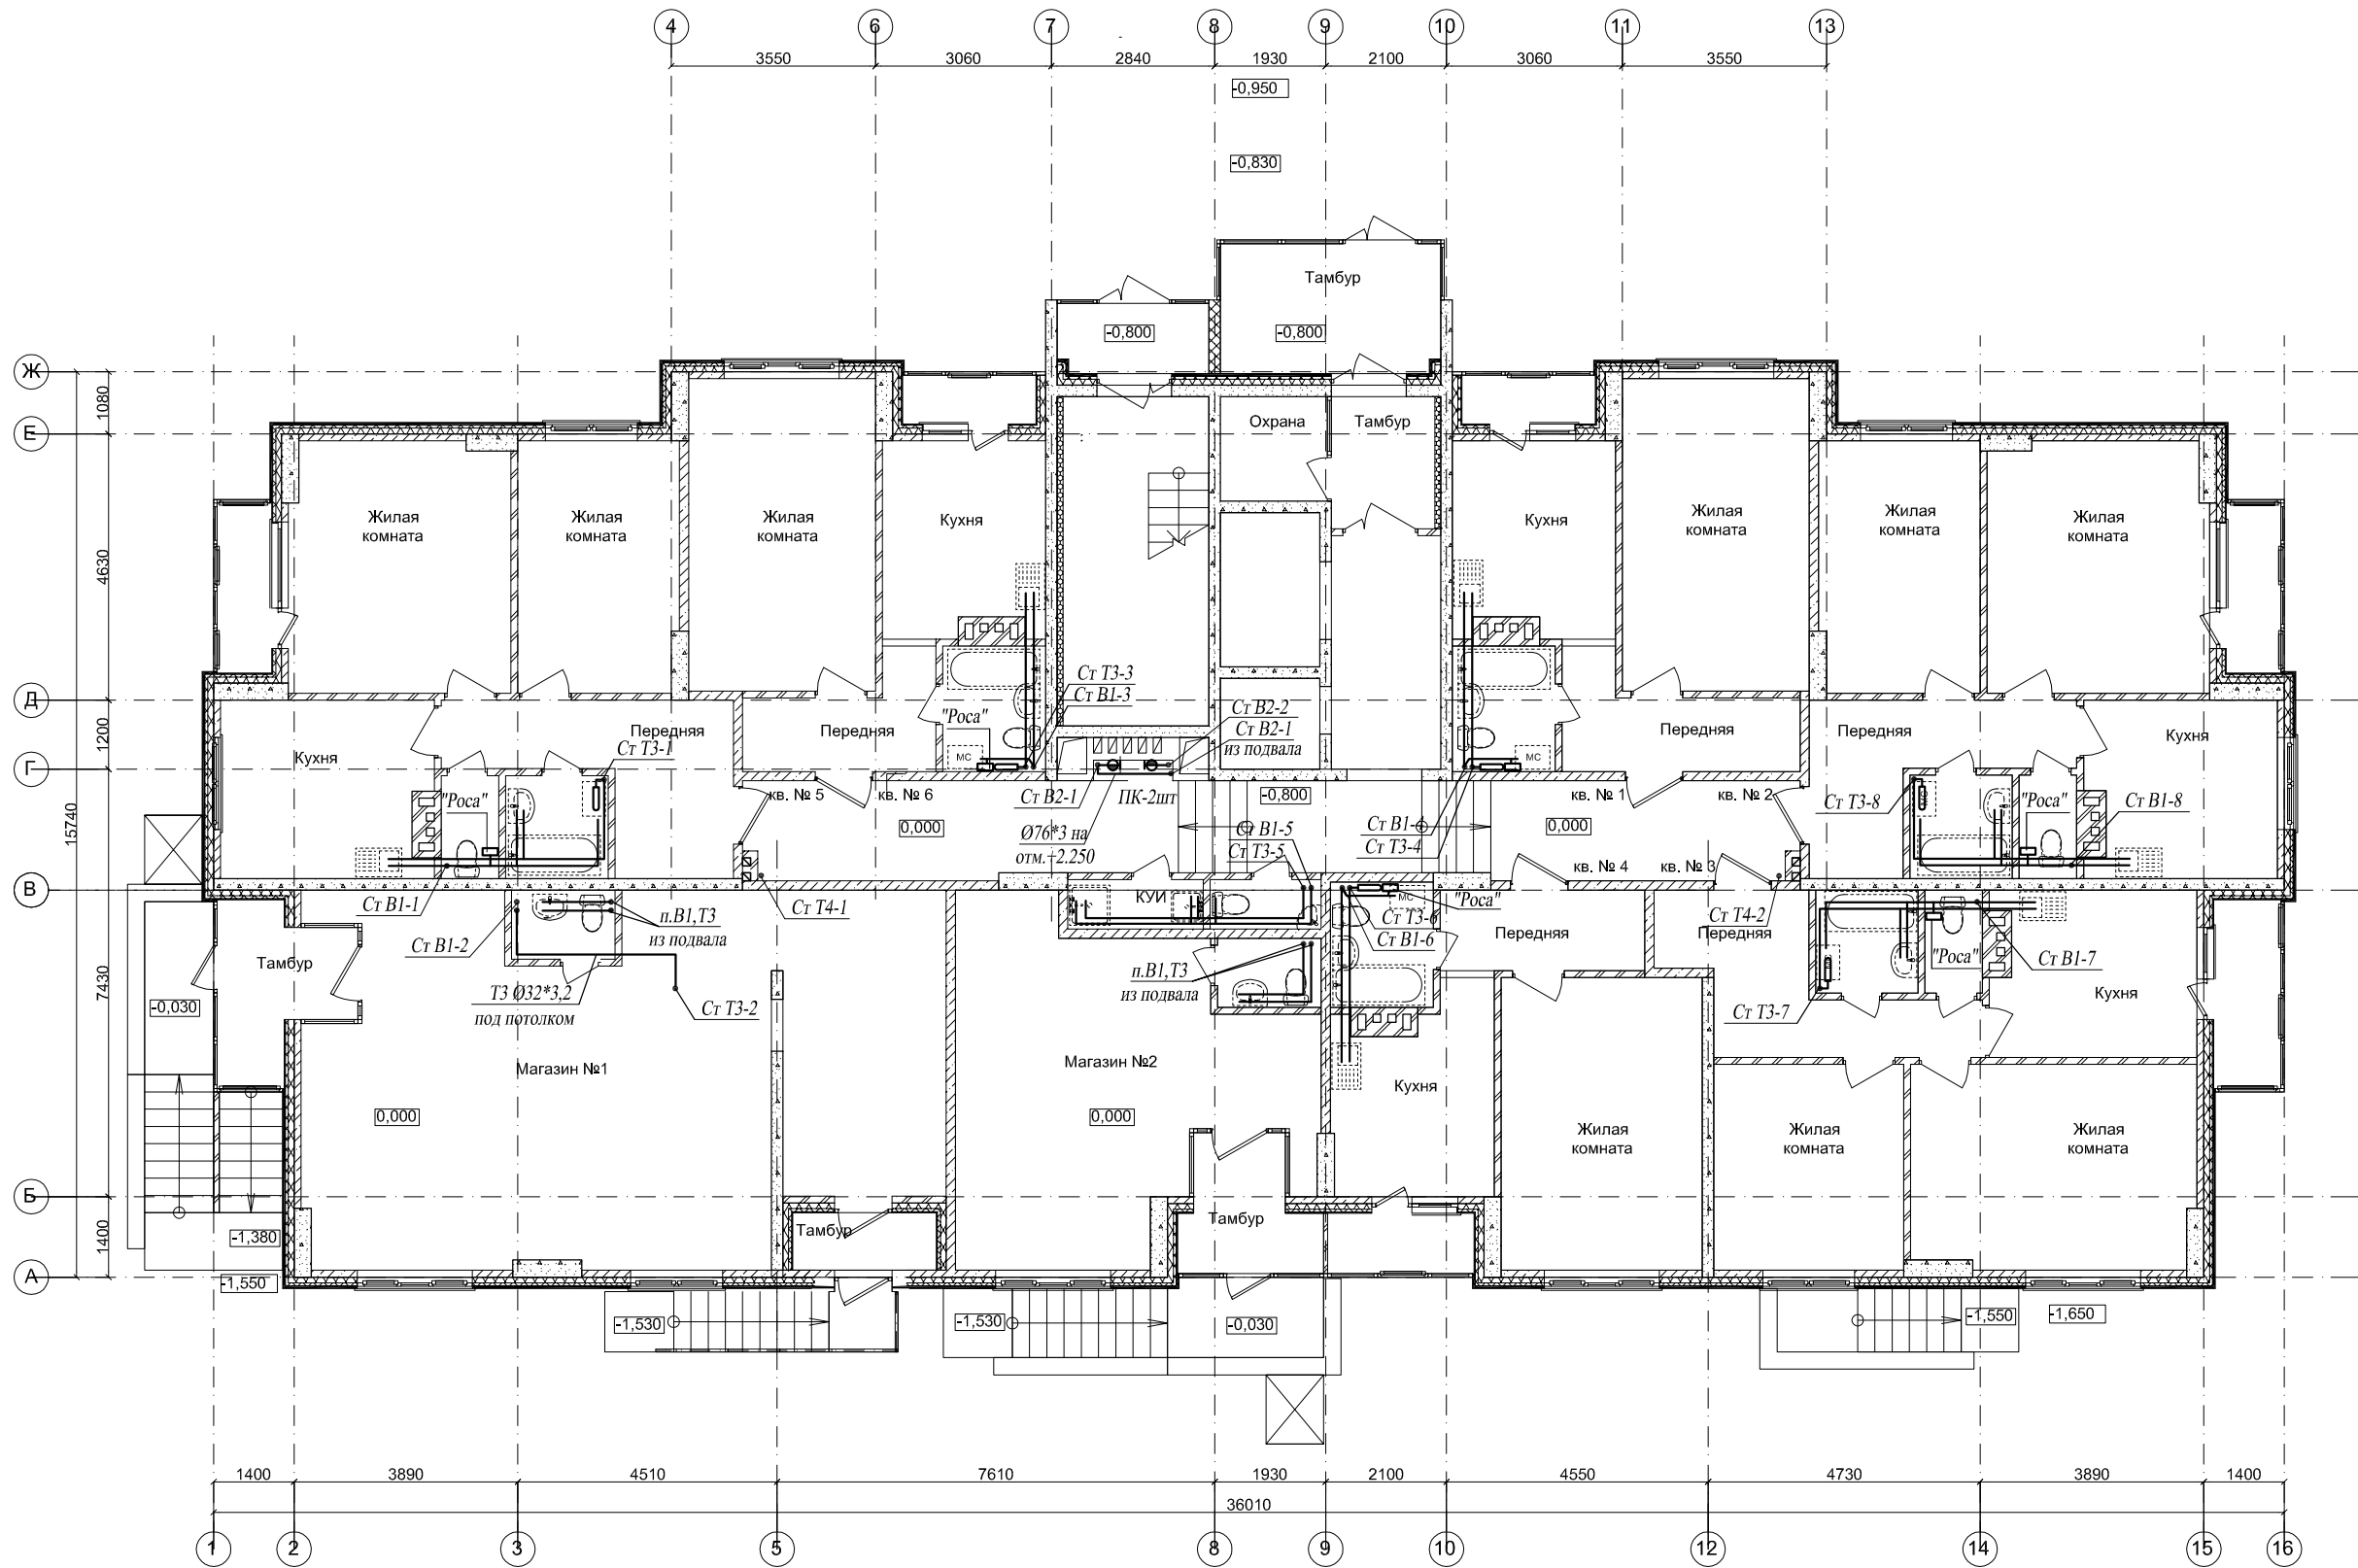 4 6 7 8 9 10 11 13
3550 3060 2840 1930 2100 3060 3550
-0,950
-0,830
Тамбур
-0,800 -0,800
Ж
1080
Е
Охрана Тамбур
Жилая
комната
Жилая
комната
Жилая
комната
Кухня
Кухня
Жилая
комната
Жилая
комната
Жилая
комната
4630
Ст Т3-3
Ст В1-3
Д
"Роса"
Ст В2-2
Ст В2-1
из подвала
Передняя
Передняя
Передняя
Передняя
Кухня
Кухня
1200
Ст Т3-1
мс
мс
Г
кв. № 5
кв. № 6
Ст В2-1
ПК-2шт
-0,800
кв. № 1
кв. № 2
"Роса"
Ст Т3-8
мс
"Роса"
Ст В1-8
15740
0,000
Ø76*3 на
отм.+2.250
Ст В1-5
Ст Т3-5
Ст В1-4
Ст Т3-4
0,000
кв. № 4
кв. № 3
В
Ст В1-1
Ст В1-2
п.В1,Т3
из подвала
Ст Т4-1
КУИ
мс
"Роса"
Ст Т3-6
Ст В1-6
Передняя
Ст Т4-2
Передняя
"Роса"
Ст В1-7
Тамбур
7430
-0,030
Т3 Ø32*3,2
под потолком
Ст Т3-2
п.В1,Т3
из подвала
Кухня
Ст Т3-7
Магазин №1
Магазин №2
Кухня
0,000
0,000
Жилая
комната
Жилая
комната
Жилая
комната
Б
1400
-1,380
Тамбур
Тамбур
А
-1,550
-1,530
-1,530
-0,030
-1,550
-1,650
1400 3890 4510 7610 1930 2100 4550 4730 3890 1400
36010
1 2 3 5 8 9 10 12 14 15 16